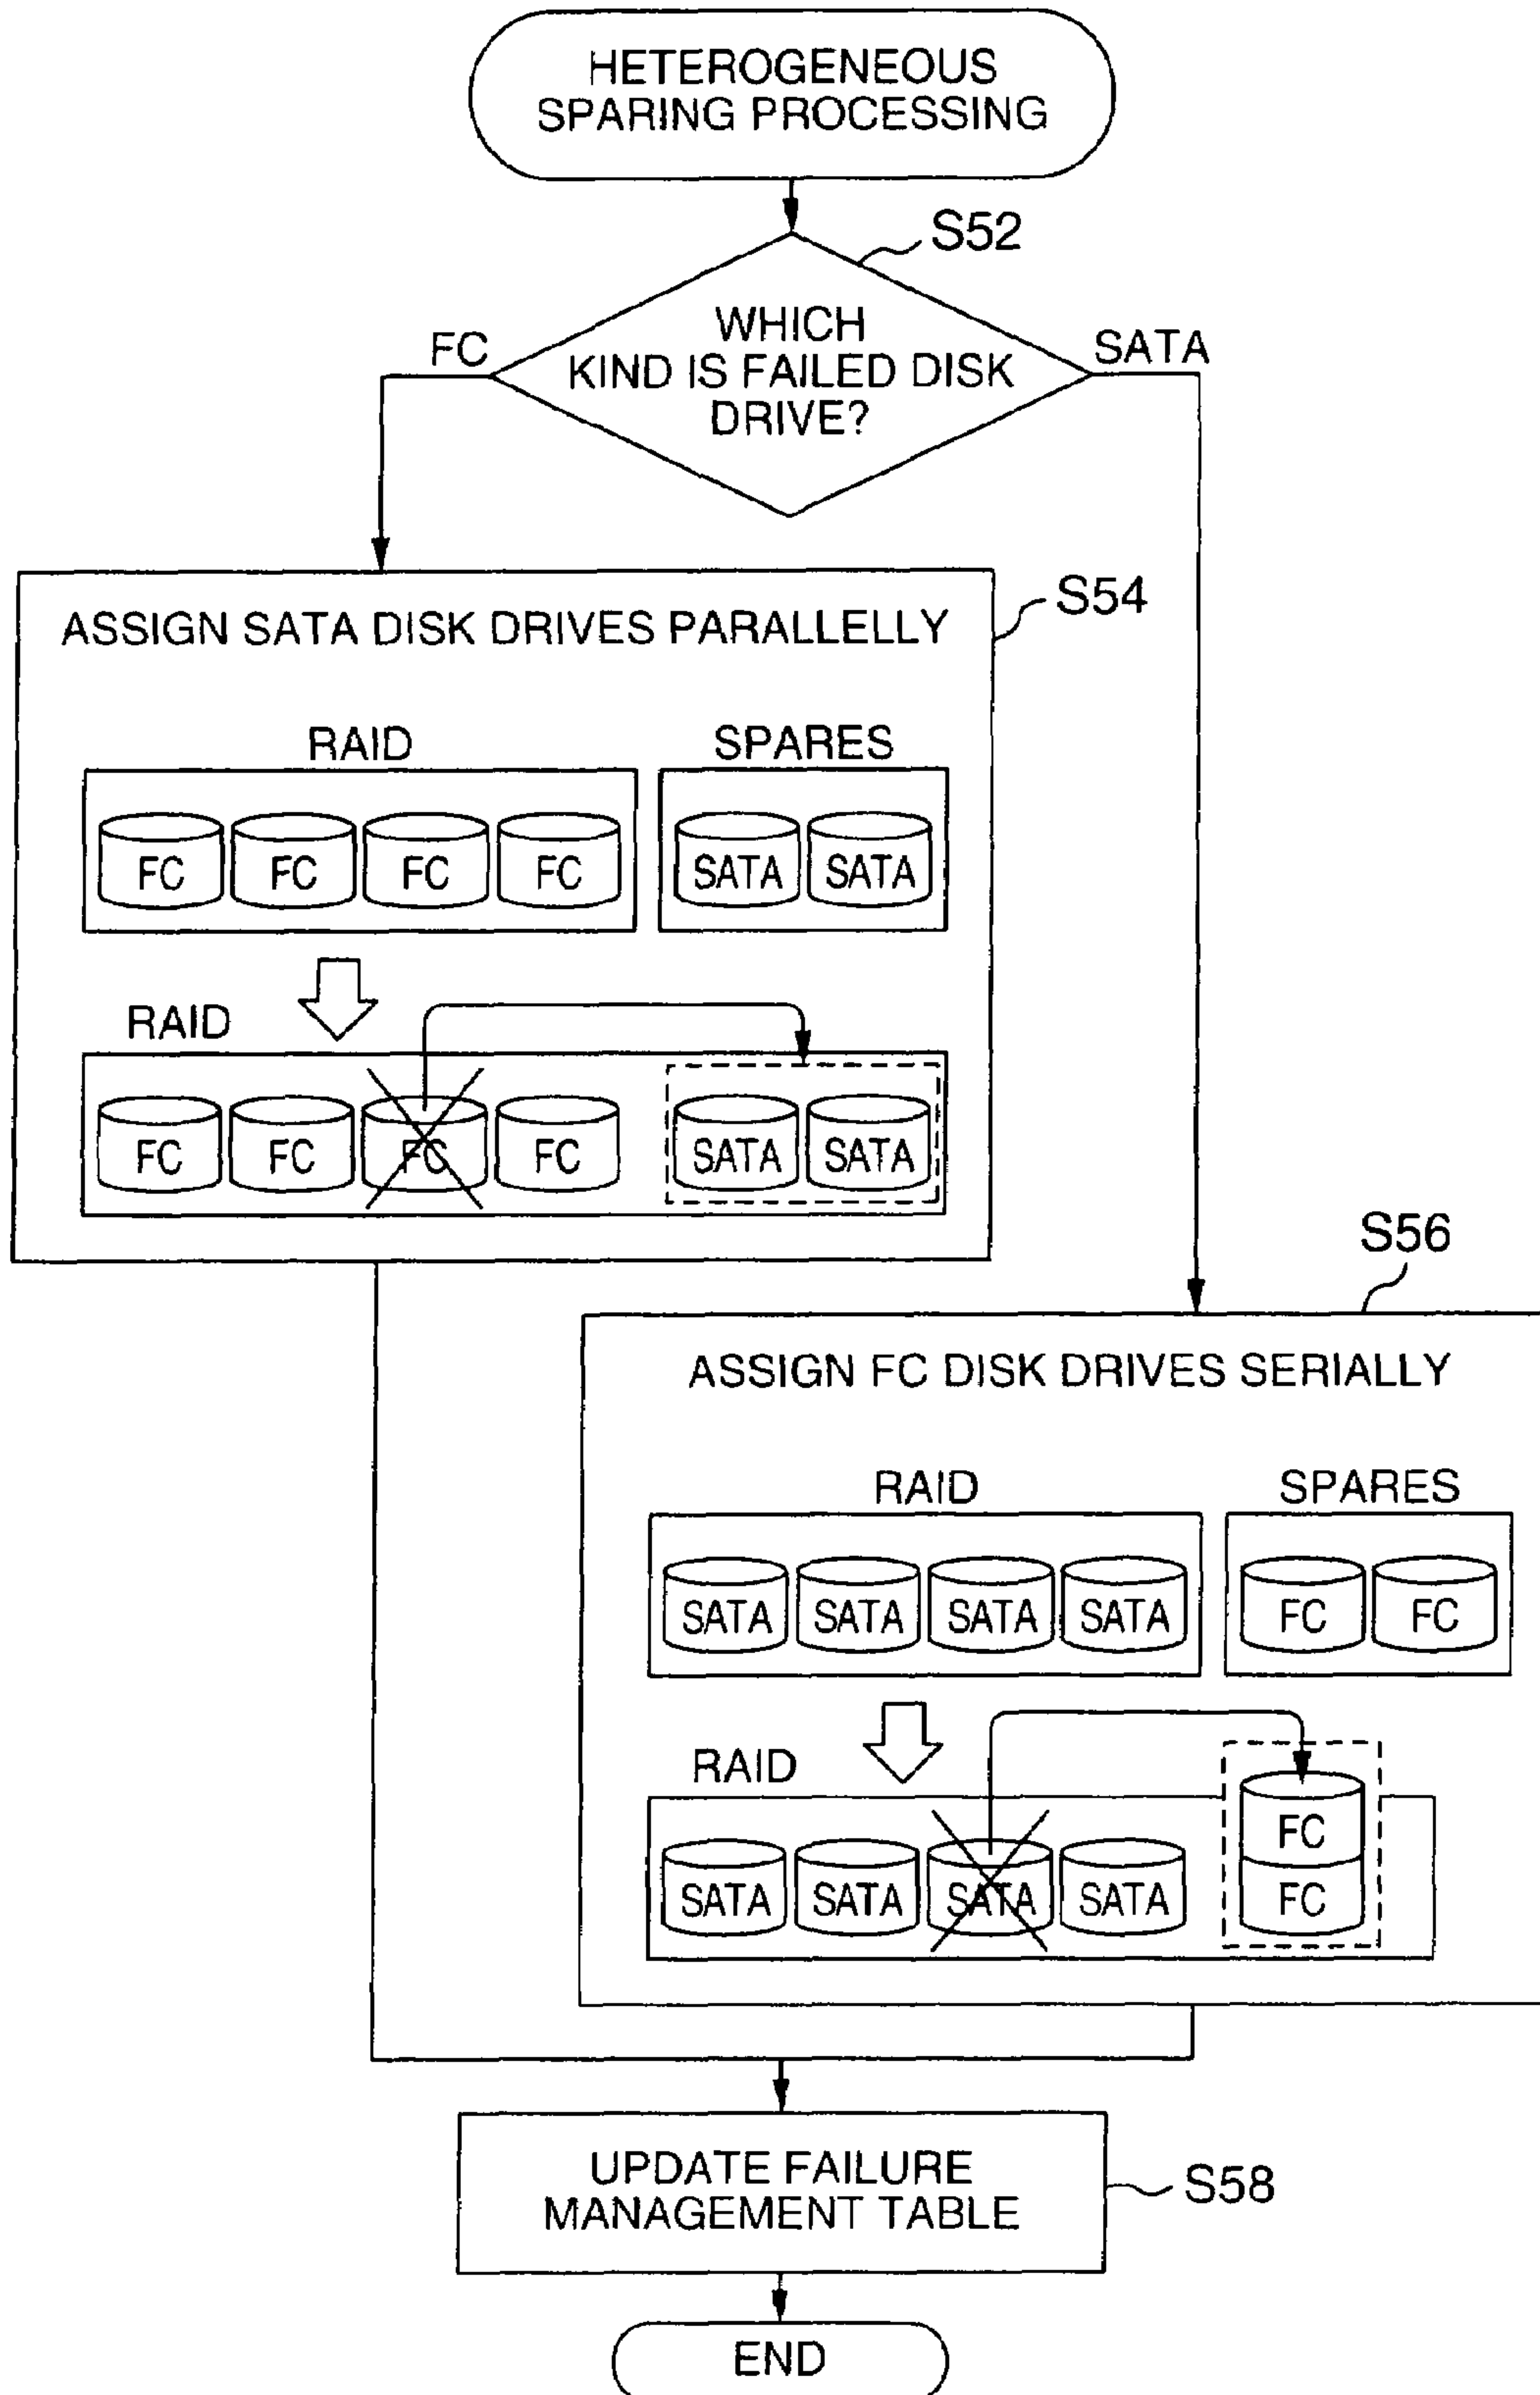 HETEROGENEOUS
SPARING PROCESSING
S52
FC
WHICH
KIND IS FAILED DISK
DRIVE?
SATA
S54
ASSIGN SATA DISK DRIVES PARALLELLY
RAID
SPARES
FC FC FC FC SATA SATA
RAID
FC FC FC FC SATA SATA
S56
ASSIGN FC DISK DRIVES SERIALLY
RAID
SPARES
SATA SATA SATA SATA FC FC
RAID
FC
SATA SATA SATA SATA FC
UPDATE FAILURE
MANAGEMENT TABLE
S58
END